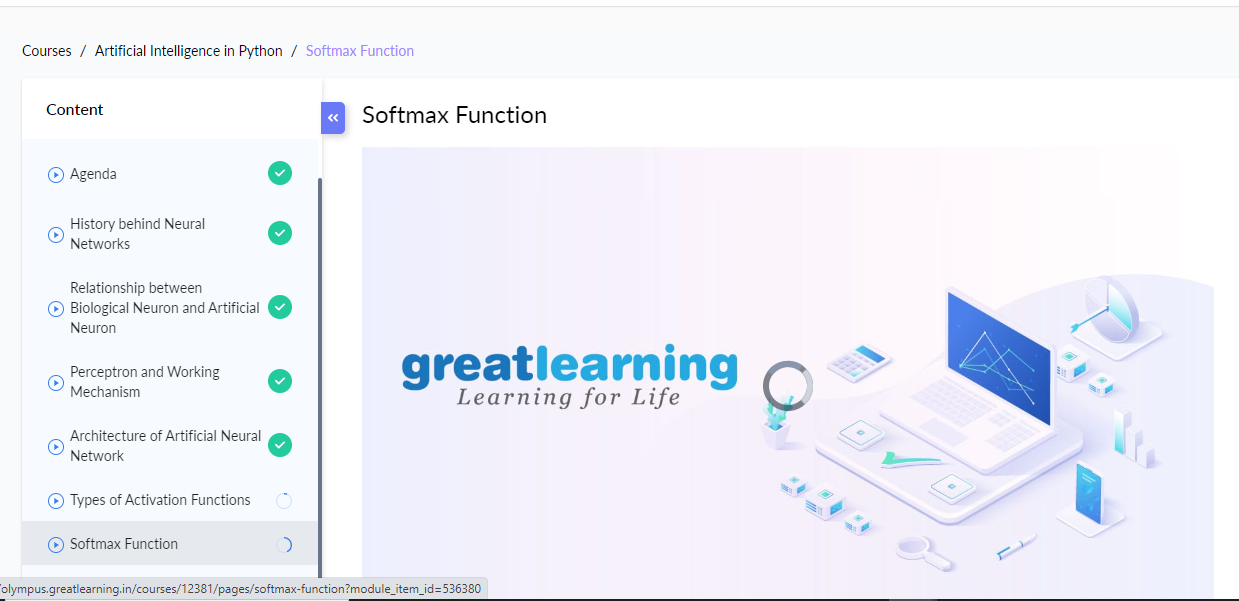 Courses / Artificial Intelligence in Python / Softmax Function
Content
Softmax Function
Agenda
History behind Neural
Networks
Relationship between
Biological Neuron and Artificial
Neuron
Perceptron and Working
Mechanism
Architecture of Artificial Neural
Network
Types of Activation Functions
Softmax Function
greatlearning
Learning for Life
/olympus.greatlearning.in/courses/12381/pages/softmax-function?module_item_id=536380